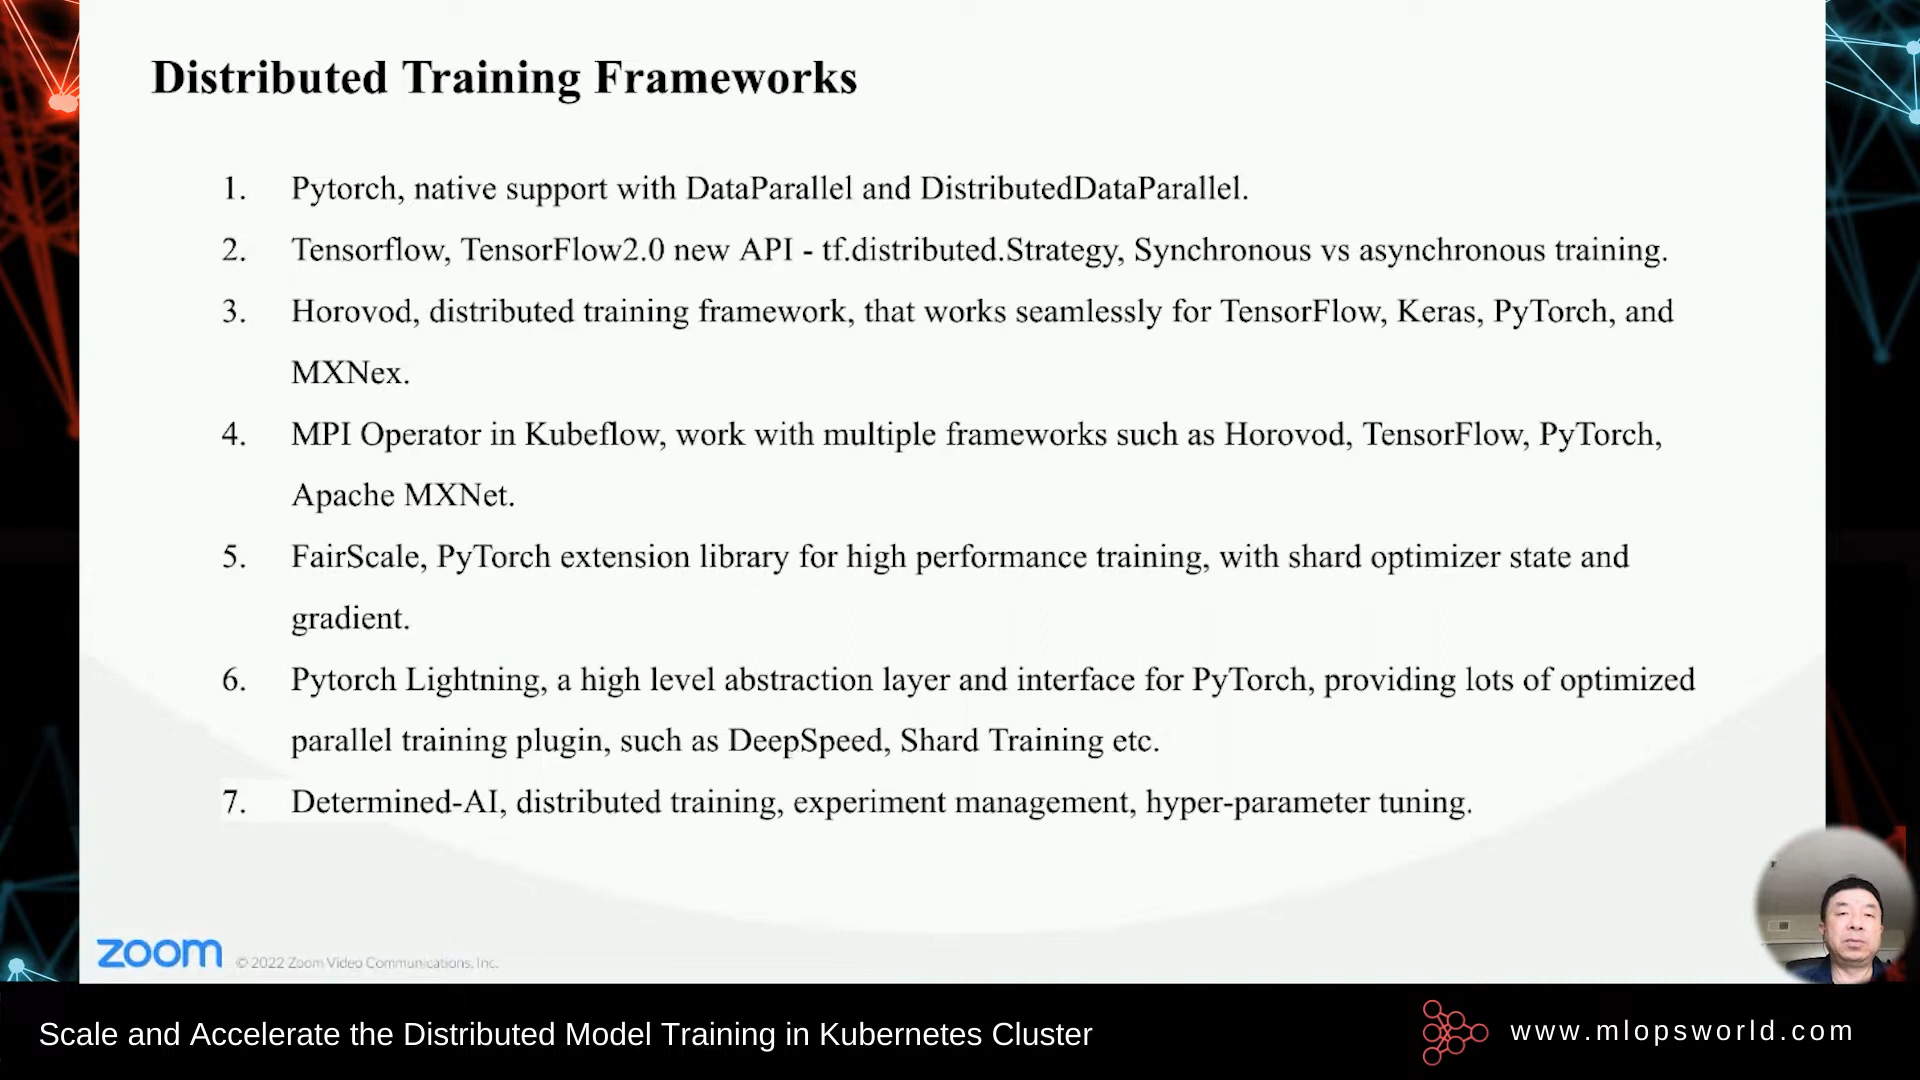 Distributed Training Frameworks
1. Pytorch, native support with DataParallel and DistributedDataParallel.
2. Tensorflow, TensorFlow2.0 new API - tf.distributed.Strategy, Synchronous vs asynchronous training.
3. Horovod, distributed training framework, that works seamlessly for TensorFlow, Keras, PyTorch, and
MXNex.
4. MPI Operator in Kubeflow, work with multiple frameworks such as Horovod, TensorFlow, PyTorch,
Apache MXNet.
5. FairScale, PyTorch extension library for high performance training, with shard optimizer state and
gradient.
6. Pytorch Lightning, a high level abstraction layer and interface for PyTorch, providing lots of optimized
parallel training plugin, such as DeepSpeed, Shard Training etc.
7. Determined-AI, distributed training, experiment management, hyper-parameter tuning.
zoom © 2022 Zoom Video Communications, Inc.
Scale and Accelerate the Distributed Model Training in Kubernetes Cluster
www.mlopsworld.com